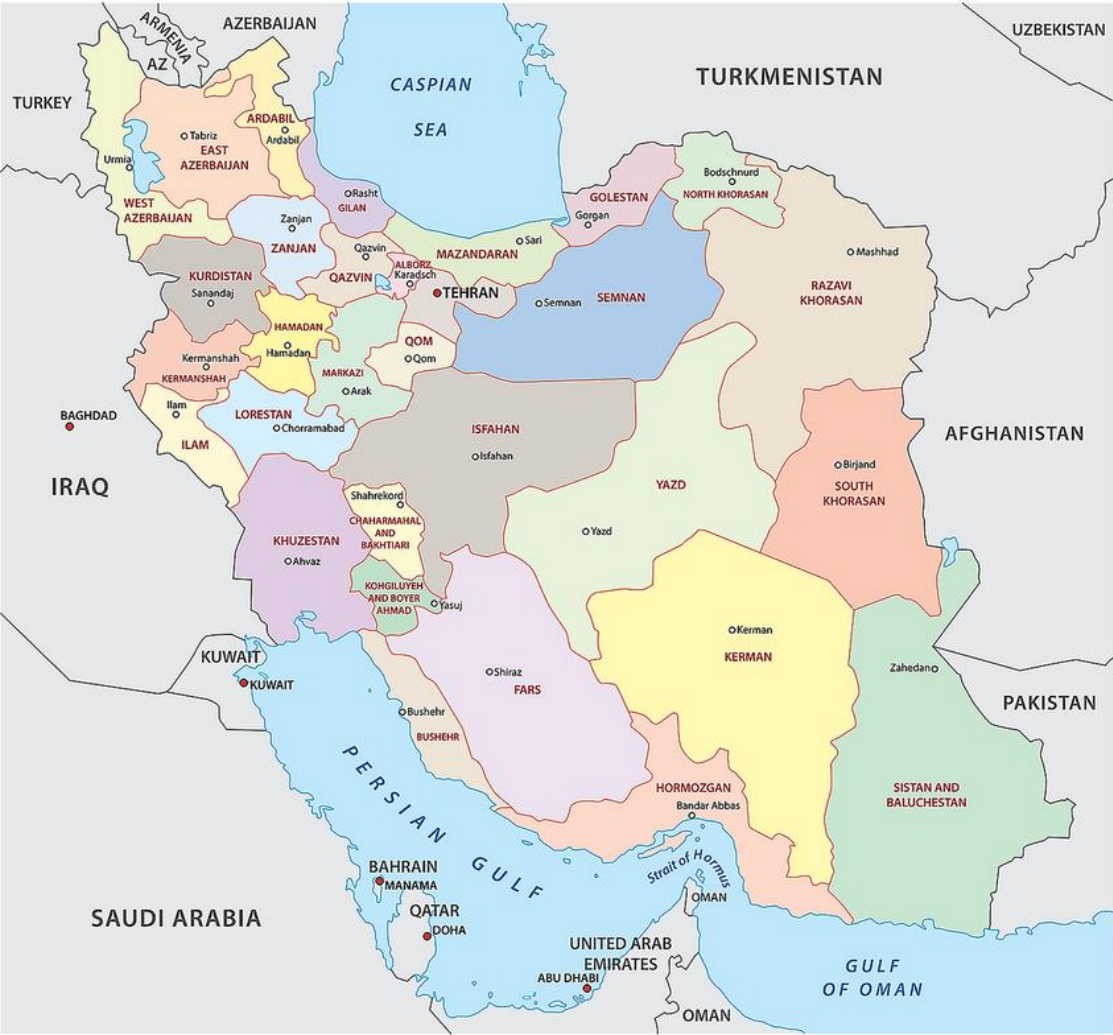 AZERBAIJAN
ARMENIA
AZ
UZBEKISTAN
TURKEY
CASPIAN
SEA
TURKMENISTAN
ARDABIL
Ardabil
Tabriz
EAST
AZERBAIJAN
Urmia
WEST
AZERBAIJAN
Rasht
GILAN
Zanjan
ZANJAN
Qazvin
QAZVIN
ALBORZ
Karadsch
TEHRAN
MAZANDARAN
Sari
GOLESTAN
Gorgan
Bodschnurd
NORTH KHORASAN
Mashhad
RAZAVI
KHORASAN
Semnan
SEMNAN
KURDISTAN
Sanandaj
HAMADAN
Hamadan
QOM
Qom
Kermanshah
KERMANSHAH
MARKAZI
Arak
Ilam
ILAM
LORESTAN
Chorramabad
BAGHDAD
IRAQ
ISFAHAN
Isfahan
YAZD
Yazd
Birjand
SOUTH
KHORASAN
AFGHANISTAN
Shahrekord
CHAHARMAHAL
AND
BAKHTIARI
KHUZESTAN
Ahvaz
KOHGILUYEH
AND BOYER
AHMAD
Yasuj
Kerman
KERMAN
Zahedan
PAKISTAN
KUWAIT
KUWAIT
Shiraz
FARS
Bushehr
BUSHEHR
PERSIAN GULF
HORMOZGAN
Bandar Abbas
SISTAN AND
BALUCHESTAN
Strait of Hormus
OMAN
BAHRAIN
MANAMA
QATAR
DOHA
SAUDI ARABIA
UNITED ARAB
EMIRATES
ABU DHABI
GULF
OF OMAN
OMAN